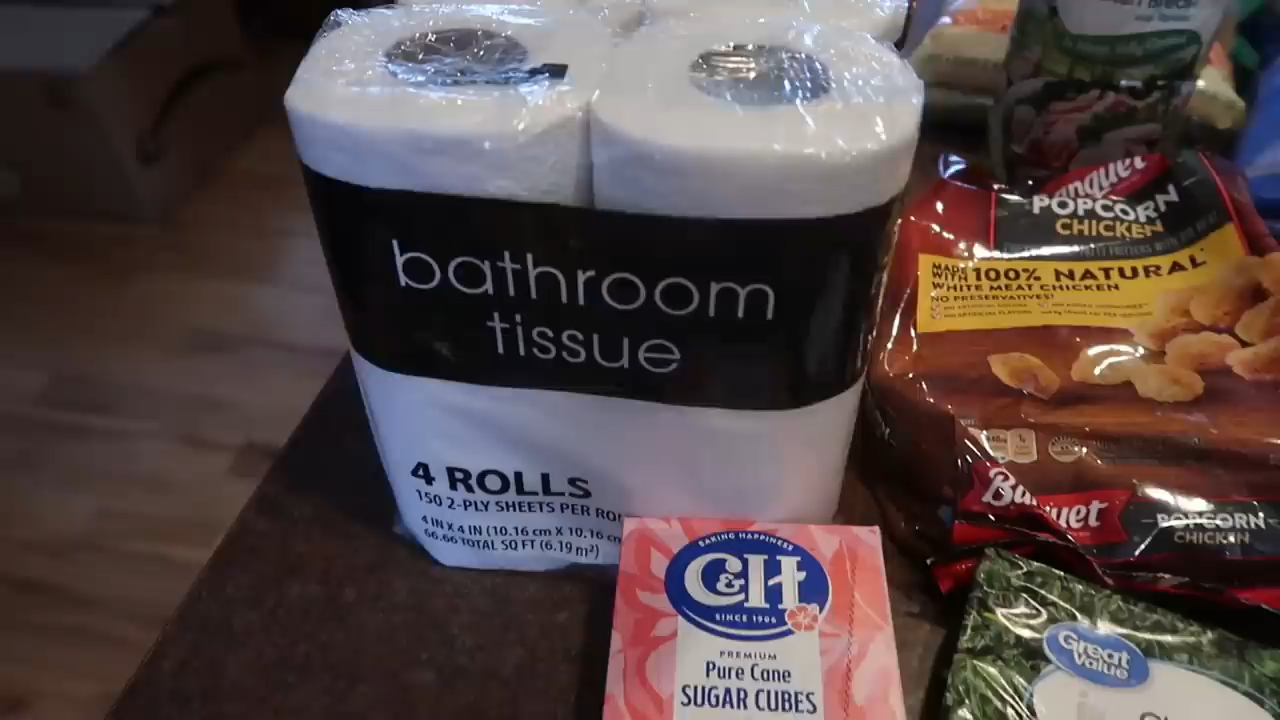 bathroom
tissue
4 ROLLS
150 2-PLY SHEETS PER
4 IN X 4 IN (10.16 cm X 10.16
66.66 TOTAL SQ FT (6.19 m²)
BAKING HAPPINESS
C&H
SINCE 1906
PREMIUM
Pure Cane
SUGAR CUBES
Banquet
POPCORN
CHICKEN
MADE WITH 100% NATURAL
WHITE MEAT CHICKEN
NO PRESERVATIVES!
Banquet
POPCORN
CHICKEN
Great
Value